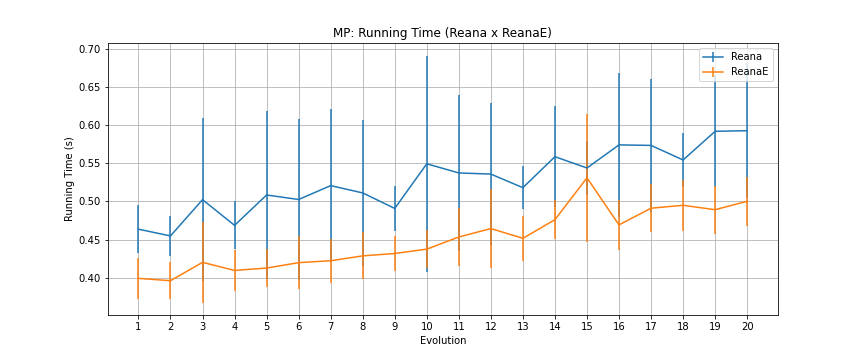 MP: Running Time (Reana x ReanaE)
Reana
ReanaE
Running Time (s)
0.70
0.65
0.60
0.55
0.50
0.45
0.40
1 2 3 4 5 6 7 8 9 10 11 12 13 14 15 16 17 18 19 20
Evolution